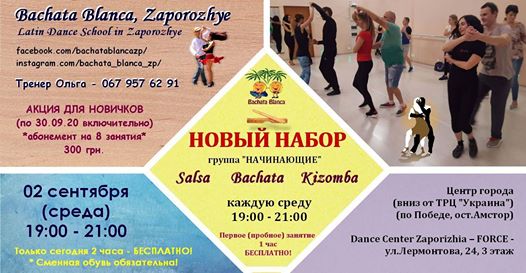 Bachata Blanca, Zaporozhye
Latin Dance School in Zaporozhye
facebook.com/bachatablancazp/
instagram.com/bachata_blanca_zp/
Тренер Ольга - 067 957 62 91
АКЦИЯ ДЛЯ НОВИЧКОВ
(по 30.09.20 включительно)
*абонемент на 8 занятия*
300 грн.
Bachata Blanca
НОВЫЙ НАБОР
группа "НАЧИНАЮЩИЕ"
Salsa Bachata Kizomba
каждую среду
19:00 - 21:00
Первое (пробное) занятие
1 час
БЕСПЛАТНО!
02 сентября
(среда)
19:00 - 21:00
Только сегодня 2 часа - БЕСПЛАТНО!
* Сменная обувь обязательна!
Центр города
(вниз от ТРЦ "Украина")
(по Победе, ост.Амстор)
Dance Center Zaporizhia – FORCE -
ул.Лермонтова, 24, 3 этаж